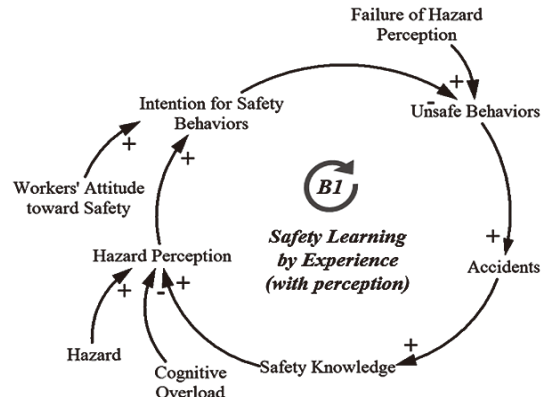 Failure of Hazard
Perception
+
-
Unsafe Behaviors
Intention for Safety
Behaviors
+
+
Workers' Attitude
toward Safety
B1
Safety Learning
by Experience
(with perception)
+
Accidents
Hazard Perception
+
-
+
+
Hazard
Safety Knowledge
Cognitive
Overload